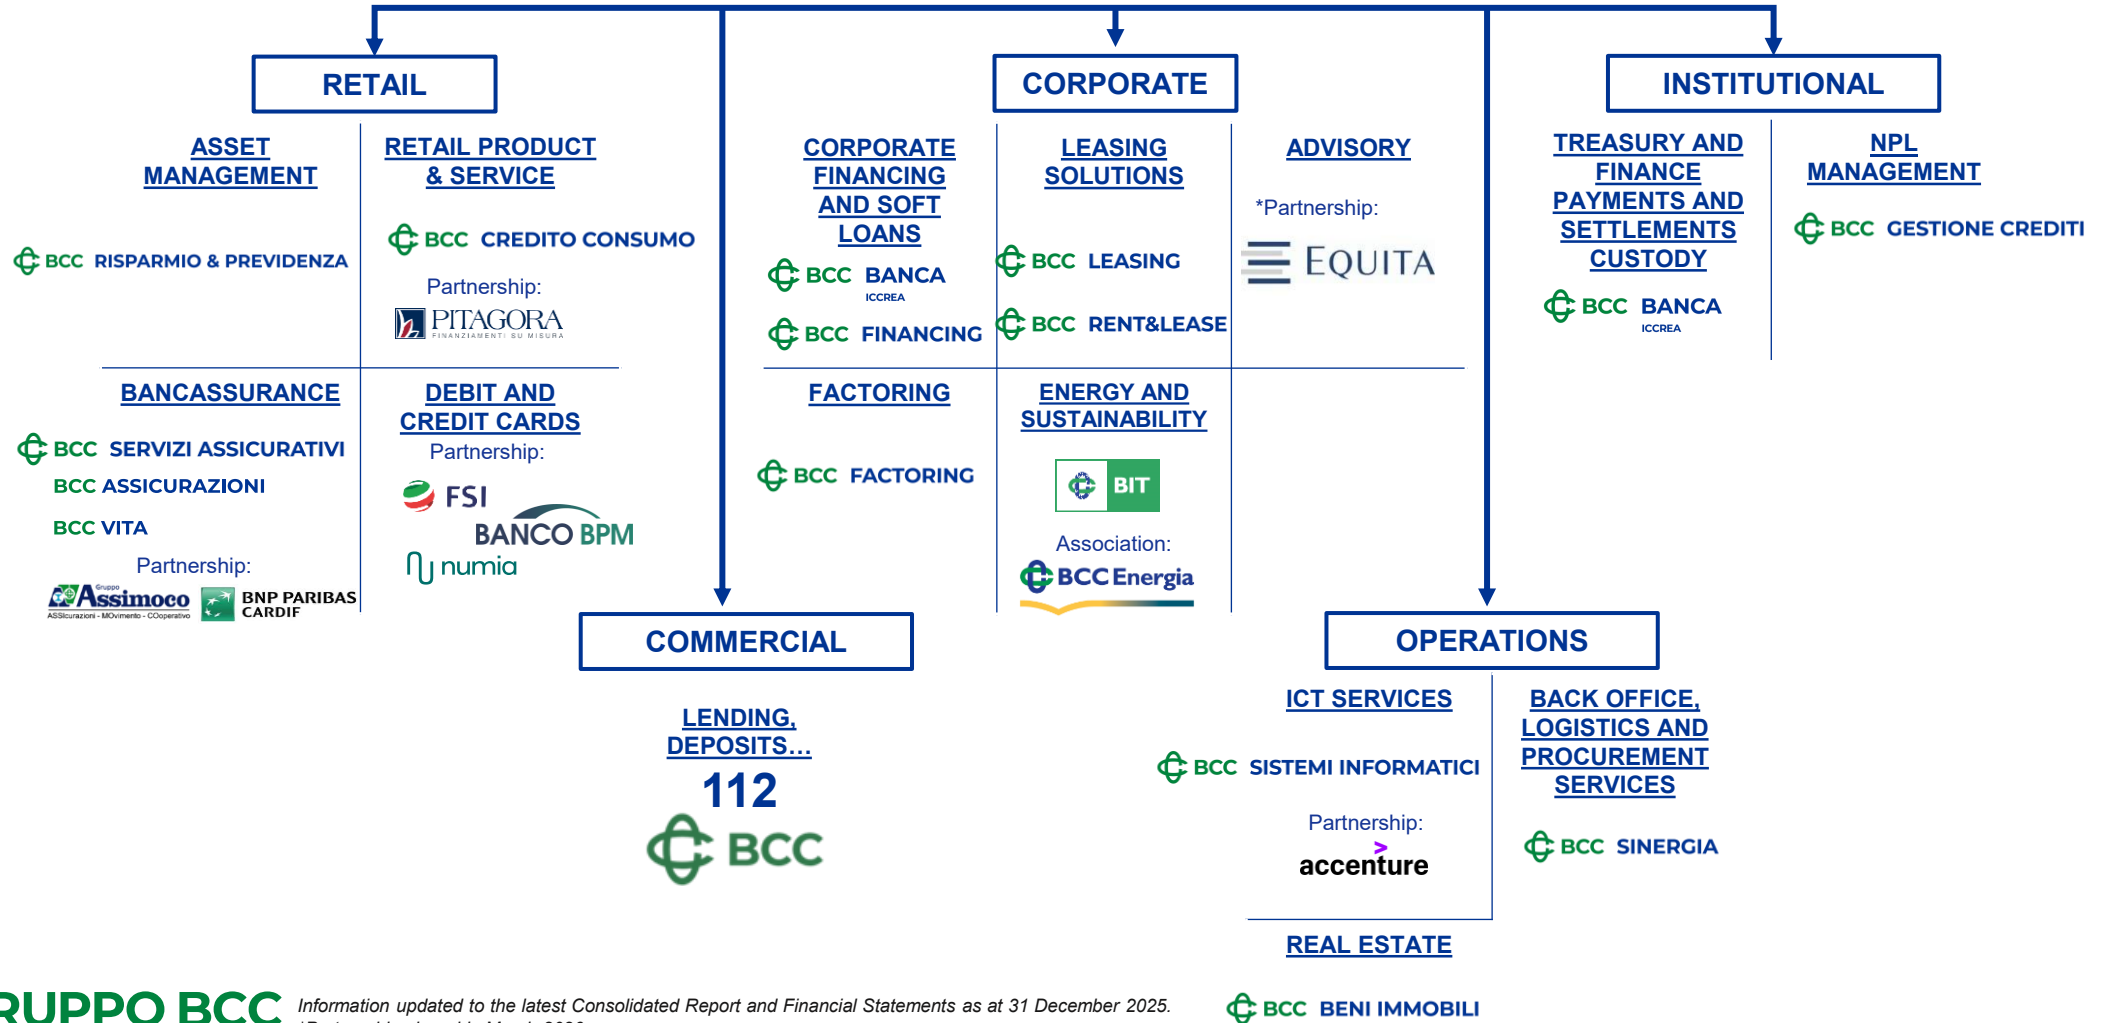 RETAIL
ASSET
MANAGEMENT
BCC RISPARMIO & PREVIDENZA
RETAIL PRODUCT
& SERVICE
BCC CREDITO CONSUMO
Partnership:
PITAGORA
FINANZIAMENTI SU MISURA
BANCASSURANCE
BCC SERVIZI ASSICURATIVI
BCC ASSICURAZIONI
BCC VITA
Partnership:
Gruppo
Assimoco
ASSIcurazioni - MOvimento - COoperativo
BNP PARIBAS
CARDIF
DEBIT AND
CREDIT CARDS
Partnership:
FSI
BANCO BPM
numia
COMMERCIAL
LENDING,
DEPOSITS…
112
BCC
CORPORATE
CORPORATE
FINANCING
AND SOFT
LOANS
BCC BANCA
ICCREA
BCC FINANCING
LEASING
SOLUTIONS
BCC LEASING
BCC RENT&LEASE
ADVISORY
*Partnership:
EQUITA
FACTORING
BCC FACTORING
ENERGY AND
SUSTAINABILITY
BIT
Association:
BCC Energia
OPERATIONS
ICT SERVICES
BCC SISTEMI INFORMATICI
Partnership:
accenture
BACK OFFICE,
LOGISTICS AND
PROCUREMENT
SERVICES
BCC SINERGIA
REAL ESTATE
BCC BENI IMMOBILI
INSTITUTIONAL
TREASURY AND
FINANCE
PAYMENTS AND
SETTLEMENTS
CUSTODY
BCC BANCA
ICCREA
NPL
MANAGEMENT
BCC GESTIONE CREDITI
RUPPO BCC
Information updated to the latest Consolidated Report and Financial Statements as at 31 December 2025.